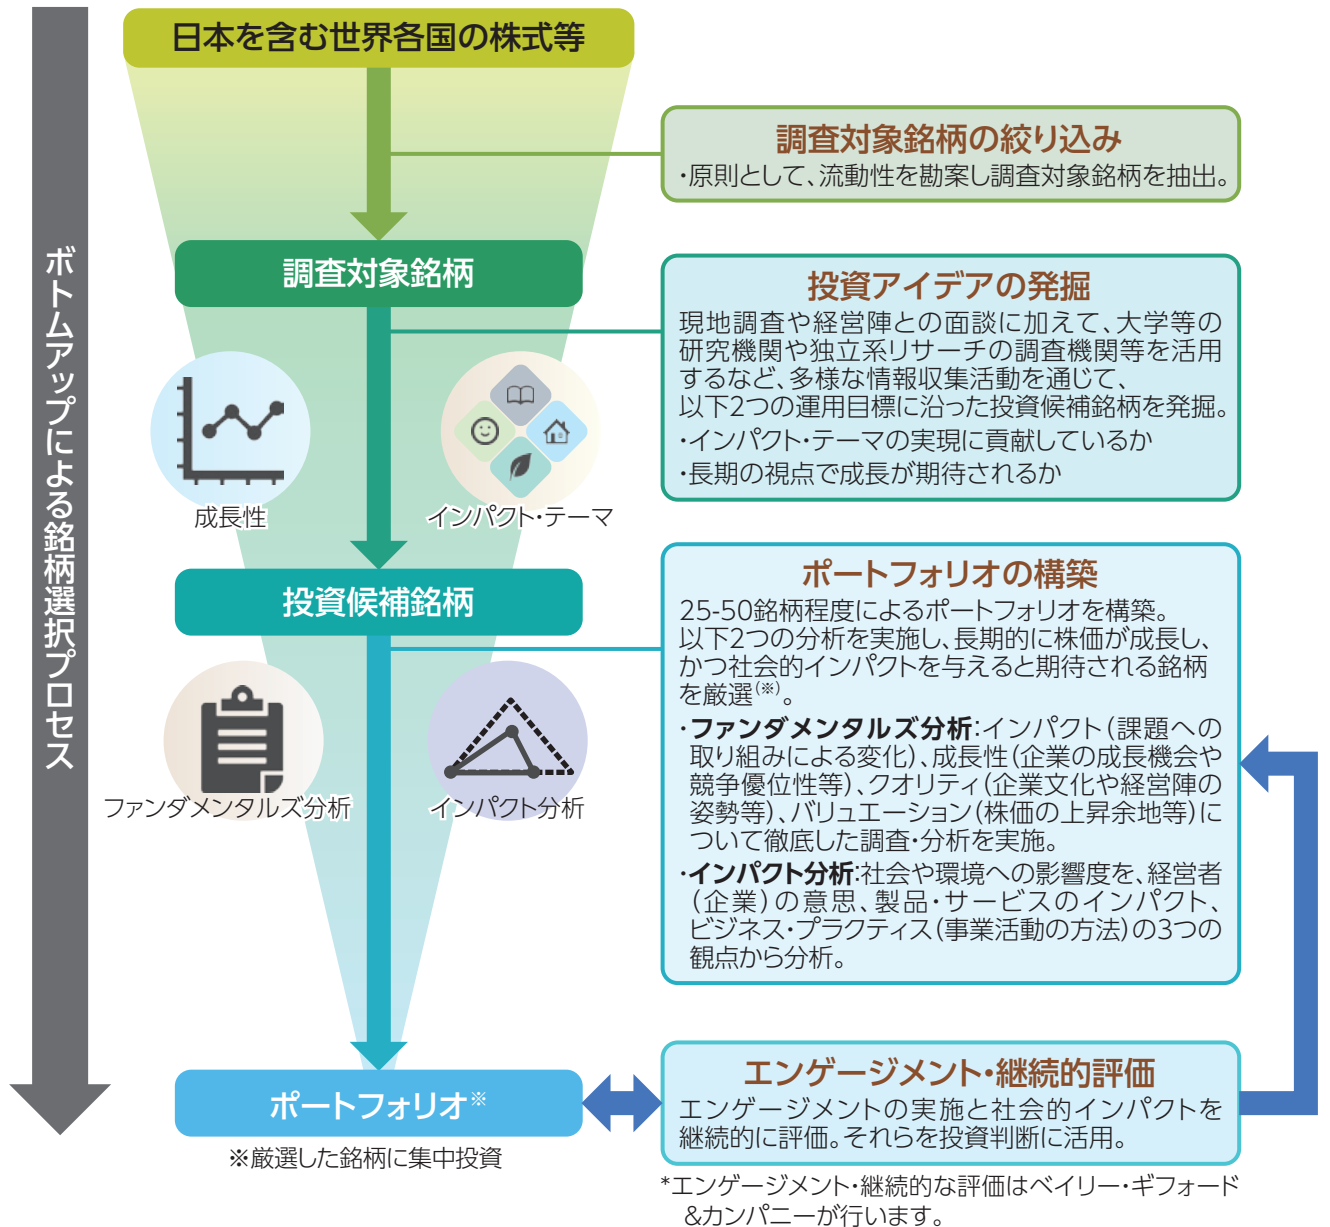 ボトムアップによる銘柄選択プロセス
日本を含む世界各国の株式等
調査対象銘柄の絞り込み
・原則として、流動性を勘案し調査対象銘柄を抽出。
調査対象銘柄
投資アイデアの発掘
現地調査や経営陣との面談に加えて、大学等の
研究機関や独立系リサーチの調査機関等を活用
するなど、多様な情報収集活動を通じて、
以下2つの運用目標に沿った投資候補銘柄を発掘。
・インパクト・テーマの実現に貢献しているか
・長期の視点で成長が期待されるか
成長性
インパクト・テーマ
投資候補銘柄
ポートフォリオの構築
25-50銘柄程度によるポートフォリオを構築。
以下2つの分析を実施し、長期的に株価が成長し、
かつ社会的インパクトを与えると期待される銘柄
を厳選(※)。
・ファンダメンタルズ分析:インパクト(課題への
取り組みによる変化)、成長性(企業の成長機会や
競争優位性等)、クオリティ(企業文化や経営陣の
姿勢等)、バリュエーション(株価の上昇余地等)に
ついて徹底した調査・分析を実施。
・インパクト分析:社会や環境への影響度を、経営者
(企業)の意思、製品・サービスのインパクト、
ビジネス・プラクティス(事業活動の方法)の3つの
観点から分析。
ファンダメンタルズ分析
インパクト分析
ポートフォリオ※
※厳選した銘柄に集中投資
エンゲージメント・継続的評価
エンゲージメントの実施と社会的インパクトを
継続的に評価。それらを投資判断に活用。
*エンゲージメント・継続的な評価はベイリー・ギフォード
&カンパニーが行います。